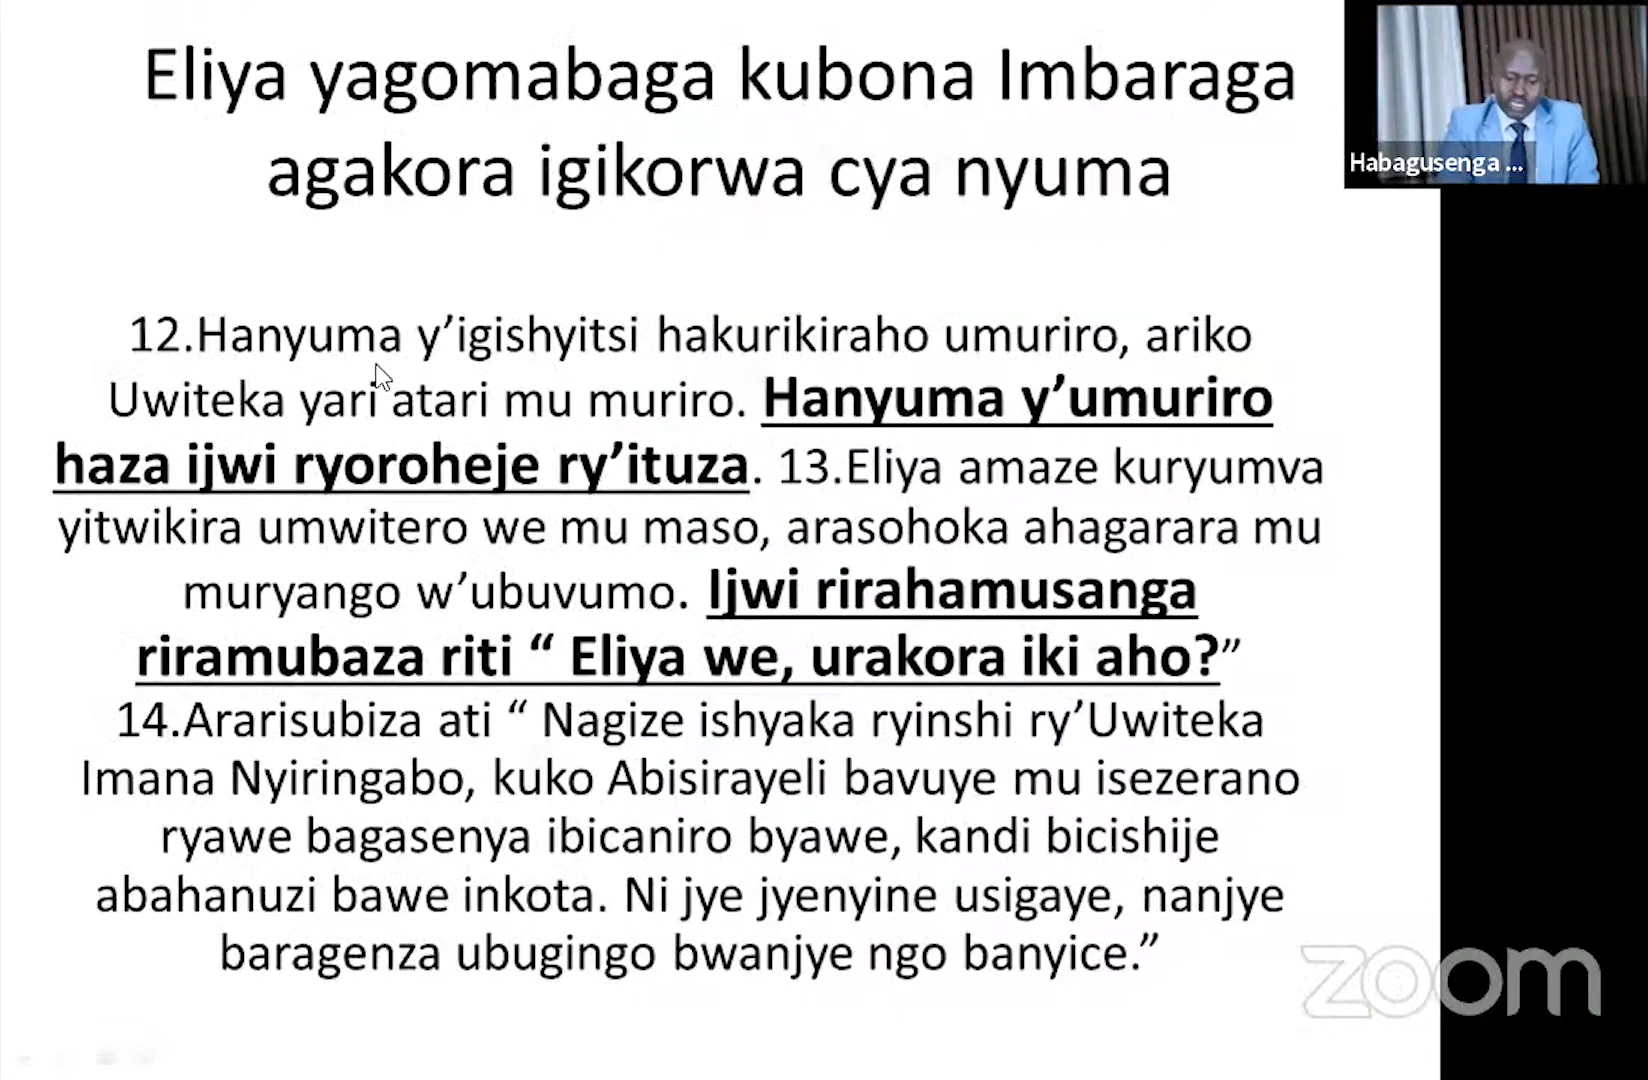 Eliya yagomabaga kubona Imbaraga
agakora igikorwa cya nyuma
Habagusenga ...
12.Hanyuma y’igishyitsi hakurikiraho umuriro, ariko
Uwiteka yari atari mu muriro. Hanyuma y’umuriro
haza ijwi ryoroheje ry’ituza. 13.Eliya amaze kuryumva
yitwikira umwitero we mu maso, arasohoka ahagarara mu
muryango w’ubuvumo. Ijwi rirahamusanga
riramubaza riti “ Eliya we, urakora iki aho?”
14.Ararisubiza ati “ Nagize ishyaka ryinshi ry’Uwiteka
Imana Nyiringabo, kuko Abisirayeli bavuye mu isezerano
ryawe bagasenya ibicaniro byawe, kandi bicishije
abahanuzi bawe inkota. Ni jye jyenyine usigaye, nanjye
baragenza ubugingo bwanjye ngo banyice.”
zoom